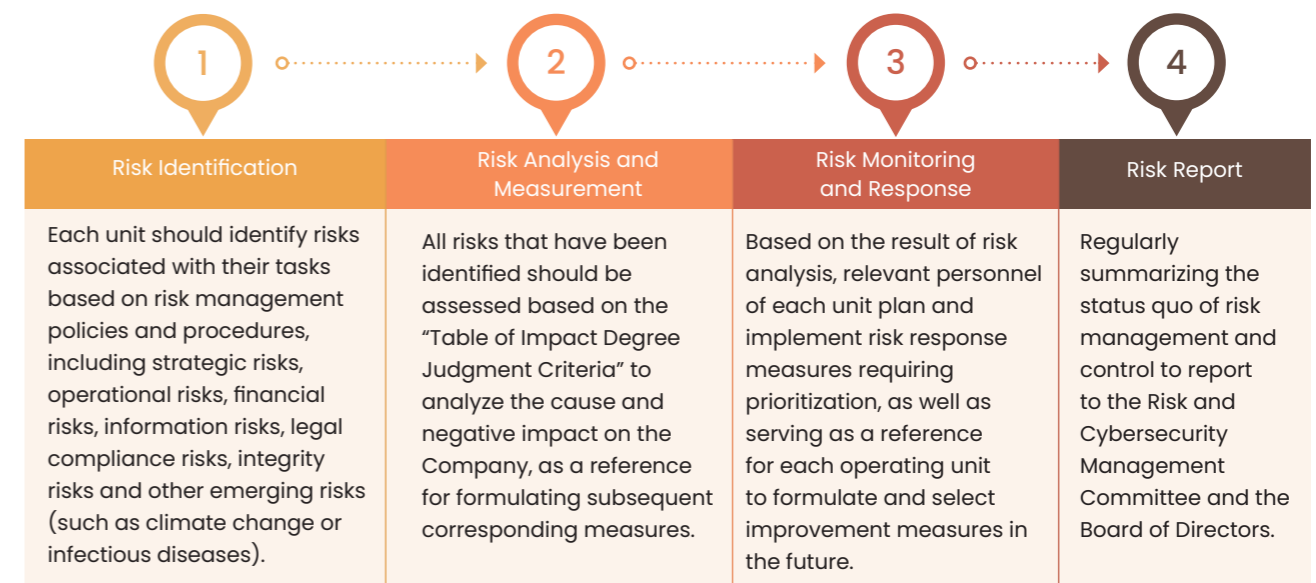 1
2
3
4
Risk Identification
Risk Analysis and
Measurement
Risk Monitoring
and Response
Risk Report
Each unit should identify risks
associated with their tasks
based on risk management
policies and procedures,
including strategic risks,
operational risks, financial
risks, information risks, legal
compliance risks, integrity
risks and other emerging risks
(such as climate change or
infectious diseases).
All risks that have been
identified should be
assessed based on the
“Table of Impact Degree
Judgment Criteria” to
analyze the cause and
negative impact on the
Company, as a reference
for formulating subsequent
corresponding measures.
Based on the result of risk
analysis, relevant personnel
of each unit plan and
implement risk response
measures requiring
prioritization, as well as
serving as a reference
for each operating unit
to formulate and select
improvement measures in
the future.
Regularly
summarizing the
status quo of risk
management and
control to report
to the Risk and
Cybersecurity
Management
Committee and the
Board of Directors.